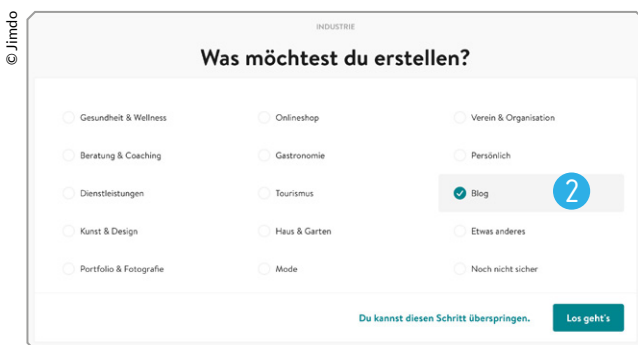 © Jimdo
INDUSTRIE
Was möchtest du erstellen?
Gesundheit & Wellness
Onlineshop
Verein & Organisation
Beratung & Coaching
Gastronomie
Persönlich
Dienstleistungen
Tourismus
Blog
2
Kunst & Design
Haus & Garten
Etwas anderes
Portfolio & Fotografie
Mode
Noch nicht sicher
Du kannst diesen Schritt überspringen.
Los geht's